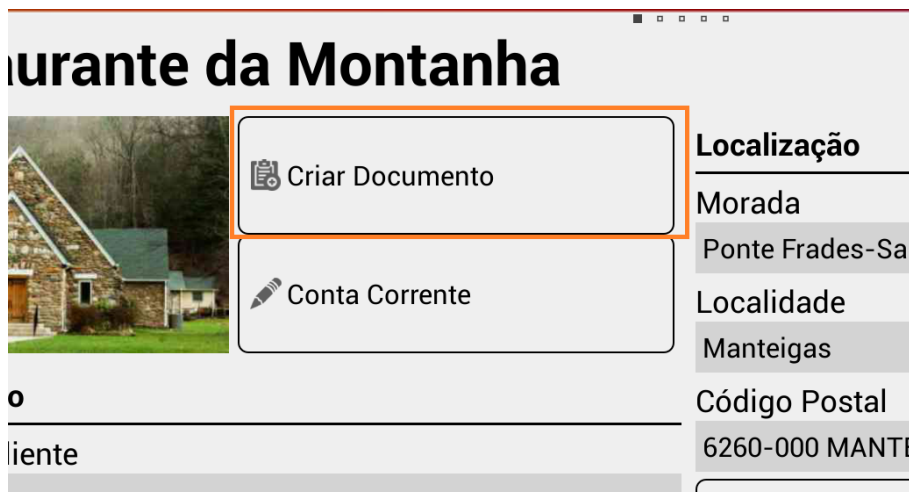 aurante da Montanha
Criar Documento
Conta Corrente
Localização
Morada
Ponte Frades-Sa
Localidade
Manteigas
Código Postal
6260-000 MANTE
o
liente